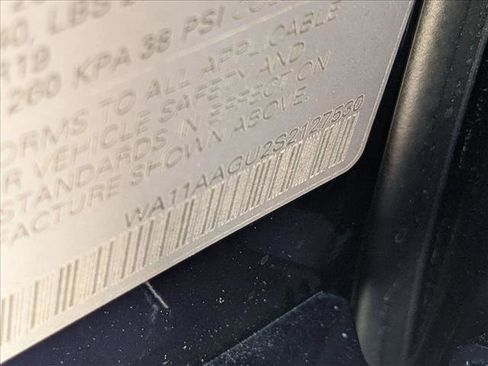 40, LBS
R19
260 KPA 38 PSI
ORMS TO ALL APPLICABLE
R VEHICLE SAFETY AND
STANDARDS IN EFFECT ON
FACTURE SHOWN ABOVE.
WA11AAGU2S2127530